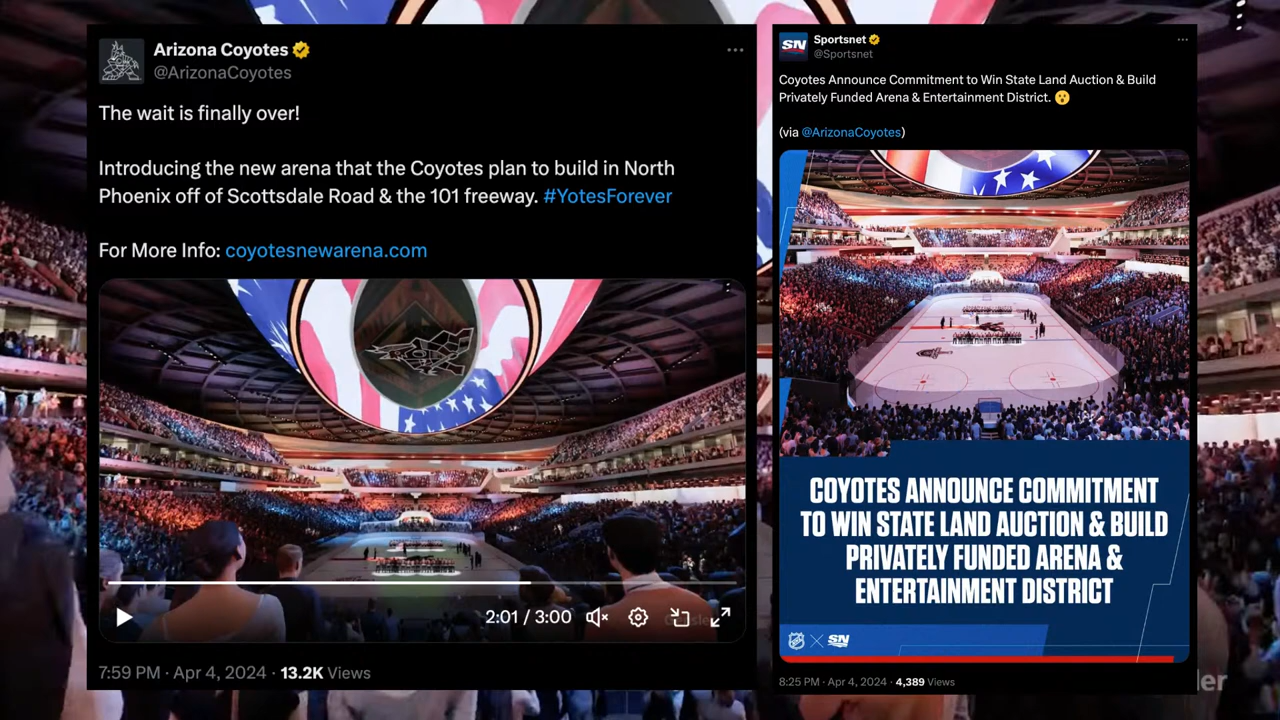 Arizona Coyotes
@ArizonaCoyotes
The wait is finally over!
Introducing the new arena that the Coyotes plan to build in North
Phoenix off of Scottsdale Road & the 101 freeway. #YotesForever
For More Info: coyotesnewarena.com
2:01 / 3:00
7:59 PM · Apr 4, 2024 · 13.2K Views
SN
Sportsnet
@Sportsnet
Coyotes Announce Commitment to Win State Land Auction & Build
Privately Funded Arena & Entertainment District. 😮
(via @ArizonaCoyotes)
COYOTES ANNOUNCE COMMITMENT
TO WIN STATE LAND AUCTION & BUILD
PRIVATELY FUNDED ARENA &
ENTERTAINMENT DISTRICT
NHL X SN
8:25 PM · Apr 4, 2024 · 4,389 Views